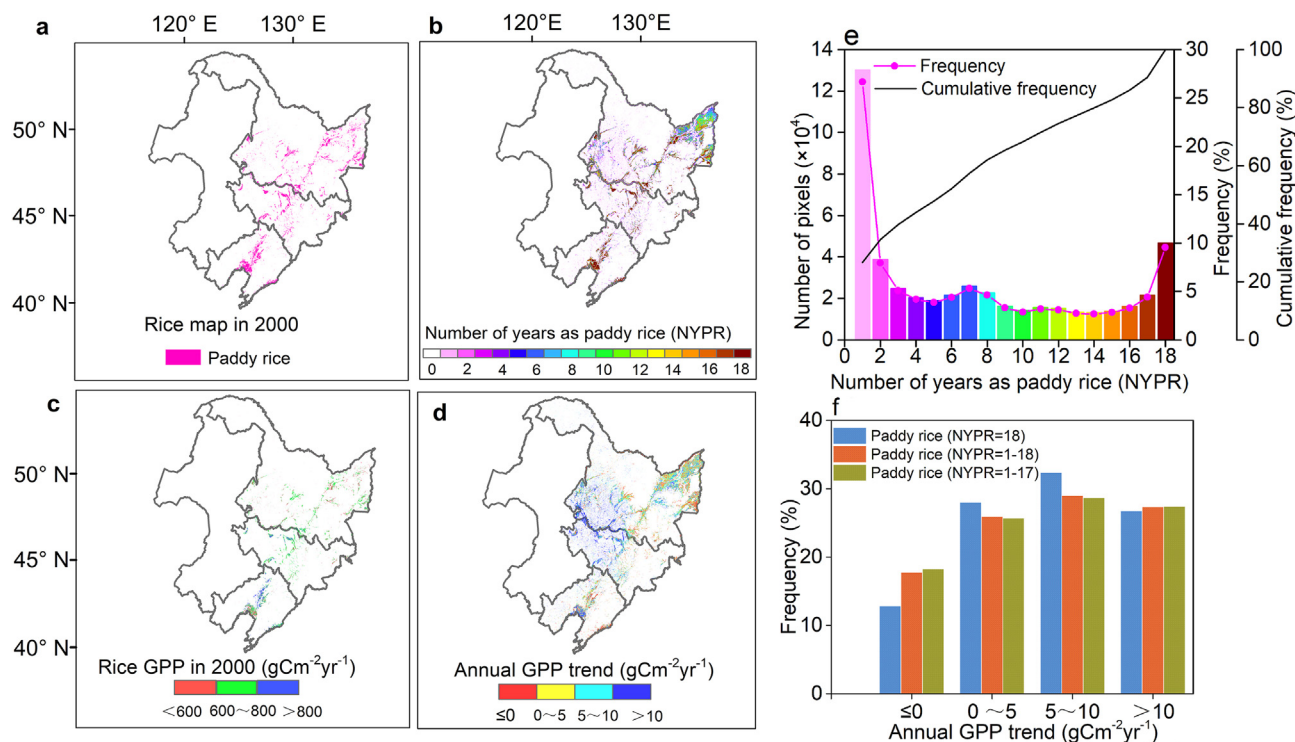 a
120° E 130° E
50° N
45° N
40° N
Rice map in 2000
Paddy rice
b
120° E 130° E
Number of years as paddy rice (NYPR)
0 2 4 6 8 10 12 14 16 18
c
50° N
45° N
40° N
Rice GPP in 2000 (gCm⁻²yr⁻¹)
<600 600～800 >800
d
Annual GPP trend (gCm⁻²yr⁻¹)
≤0 0～5 5～10 >10
e
Frequency
Cumulative frequency
Number of pixels (×10⁴)
14
12
10
8
6
4
2
0
0 2 4 6 8 10 12 14 16 18
Number of years as paddy rice (NYPR)
30
25
20
15
10
5
0
Frequency (%)
100
80
60
40
20
0
Cumulative frequency (%)
f
Paddy rice (NYPR=18)
Paddy rice (NYPR=1-18)
Paddy rice (NYPR=1-17)
Frequency (%)
40
30
20
10
0
≤0 0～5 5～10 >10
Annual GPP trend (gCm⁻²yr⁻¹)